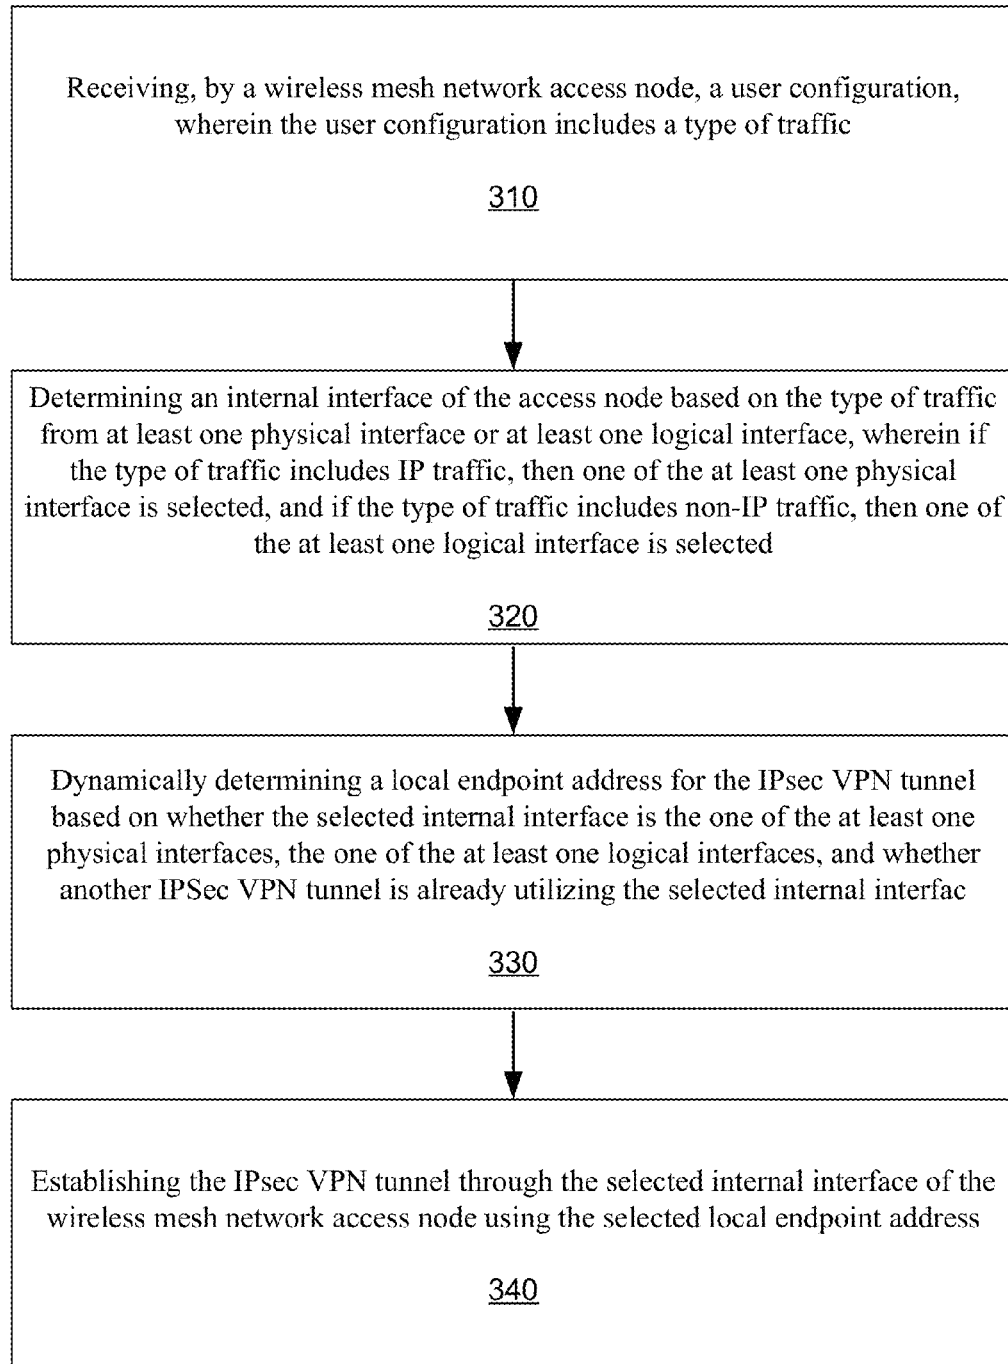 Receiving, by a wireless mesh network access node, a user configuration,
wherein the user configuration includes a type of traffic
310
Determining an internal interface of the access node based on the type of traffic
from at least one physical interface or at least one logical interface, wherein if
the type of traffic includes IP traffic, then one of the at least one physical
interface is selected, and if the type of traffic includes non-IP traffic, then one of
the at least one logical interface is selected
320
Dynamically determining a local endpoint address for the IPsec VPN tunnel
based on whether the selected internal interface is the one of the at least one
physical interfaces, the one of the at least one logical interfaces, and whether
another IPSec VPN tunnel is already utilizing the selected internal interfac
330
Establishing the IPsec VPN tunnel through the selected internal interface of the
wireless mesh network access node using the selected local endpoint address
340